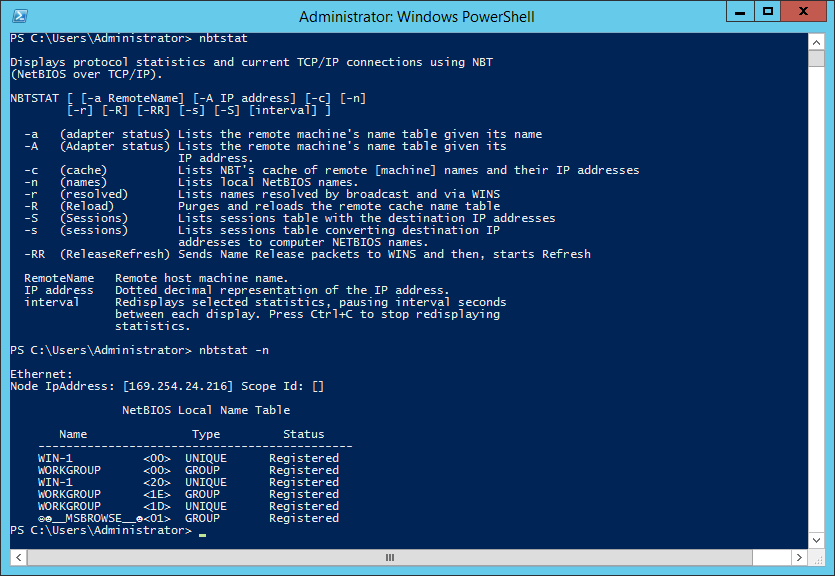 Administrator: Windows PowerShell
PS C:\Users\Administrator> nbtstat
Displays protocol statistics and current TCP/IP connections using NBT
(NetBIOS over TCP/IP).
NBTSTAT [ [-a RemoteName] [-A IP address] [-c] [-n]
        [-r] [-R] [-RR] [-s] [-S] [interval] ]
  -a   (adapter status) Lists the remote machine's name table given its name
  -A   (Adapter status) Lists the remote machine's name table given its
                        IP address.
  -c   (cache)          Lists NBT's cache of remote [machine] names and their IP addresses
  -n   (names)          Lists local NetBIOS names.
  -r   (resolved)       Lists names resolved by broadcast and via WINS
  -R   (Reload)         Purges and reloads the remote cache name table
  -S   (Sessions)       Lists sessions table with the destination IP addresses
  -s   (sessions)       Lists sessions table converting destination IP
                        addresses to computer NETBIOS names.
  -RR  (ReleaseRefresh) Sends Name Release packets to WINS and then, starts Refresh
  RemoteName   Remote host machine name.
  IP address   Dotted decimal representation of the IP address.
  interval     Redisplays selected statistics, pausing interval seconds
               between each display. Press Ctrl+C to stop redisplaying
               statistics.
PS C:\Users\Administrator> nbtstat -n
Ethernet:
Node IpAddress: [169.254.24.216] Scope Id: []
                NetBIOS Local Name Table
       Name               Type         Status
    ---------------------------------------------
    WIN-1          <00>  UNIQUE      Registered
    WORKGROUP      <00>  GROUP       Registered
    WIN-1          <20>  UNIQUE      Registered
    WORKGROUP      <1E>  GROUP       Registered
    WORKGROUP      <1D>  UNIQUE      Registered
    ☺☻__MSBROWSE__☻<01>  GROUP       Registered
PS C:\Users\Administrator> _